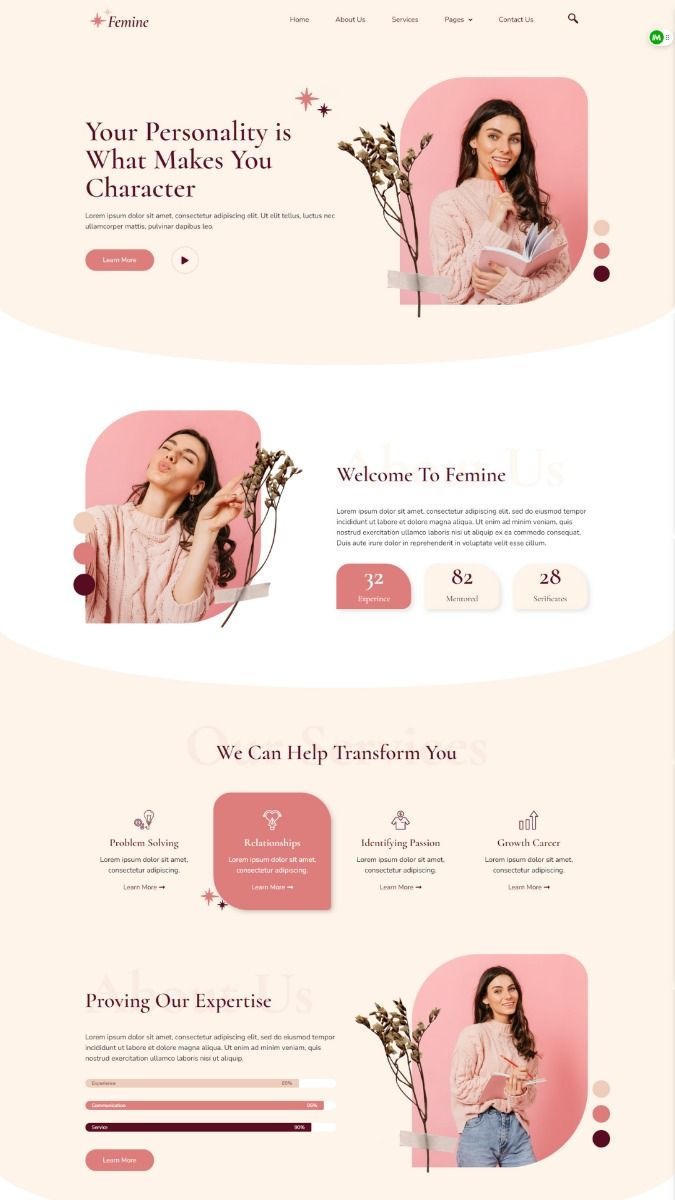 Femine
Home About Us Services Pages Contact Us
Your Personality is
What Makes You
Character
Lorem ipsum dolor sit amet, consectetur adipiscing elit. Ut elit tellus, luctus nec
ullamcorper mattis, pulvinar dapibus leo.
Learn More
About Us
Welcome To Femine
Lorem ipsum dolor sit amet, consectetur adipiscing elit, sed do eiusmod tempor
incididunt ut labore et dolore magna aliqua. Ut enim ad minim veniam, quis
nostrud exercitation ullamco laboris nisi ut aliquip ex ea commodo consequat.
Duis aute irure dolor in reprehenderit in voluptate velit esse cillum.
32 82 28
Experince Mentored Serificates
Our Services
We Can Help Transform You
Problem Solving
Lorem ipsum dolor sit amet,
consectetur adipiscing.
Learn More
Relationships
Lorem ipsum dolor sit amet,
consectetur adipiscing.
Learn More
Identifying Passion
Lorem ipsum dolor sit amet,
consectetur adipiscing.
Learn More
Growth Career
Lorem ipsum dolor sit amet,
consectetur adipiscing.
Learn More
About Us
Proving Our Expertise
Lorem ipsum dolor sit amet, consectetur adipiscing elit, sed do eiusmod tempor
incididunt ut labore et dolore magna aliqua. Ut enim ad minim veniam, quis
nostrud exercitation ullamco laboris nisi ut aliquip.
Experience 85%
Communication 95%
Service 90%
Learn More